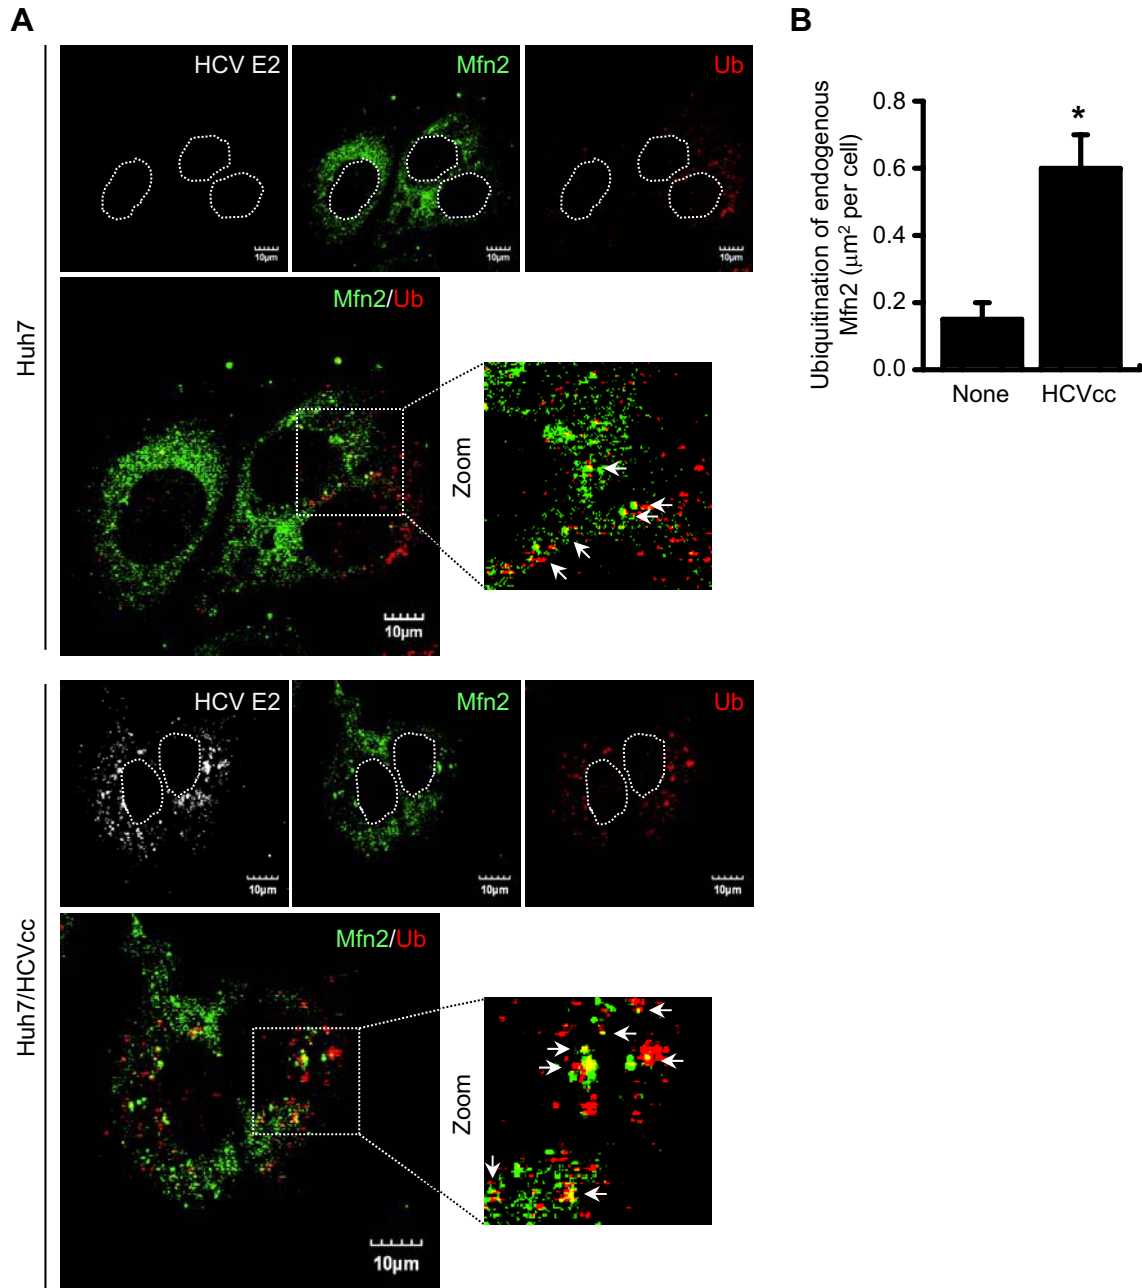 A
B
Huh7
HCV E2
Mfn2
Ub
10μm
10μm
10μm
Mfn2/Ub
10μm
Zoom
Ubiquitination of endogenous
Mfn2 (μm² per cell)
0.8
0.6
0.4
0.2
0.0
*
None
HCVcc
Huh7/HCVcc
HCV E2
Mfn2
Ub
10μm
10μm
10μm
Mfn2/Ub
10μm
Zoom